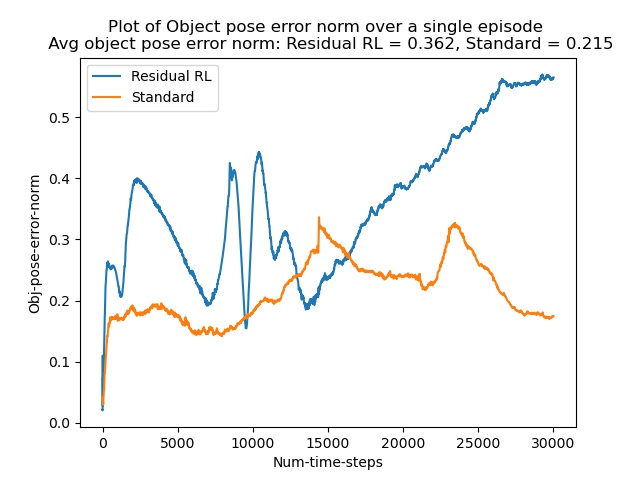 Plot of Object pose error norm over a single episode
Avg object pose error norm: Residual RL = 0.362, Standard = 0.215
Residual RL
Standard
0.5
0.4
0.3
0.2
0.1
0.0
Obj-pose-error-norm
0 5000 10000 15000 20000 25000 30000
Num-time-steps